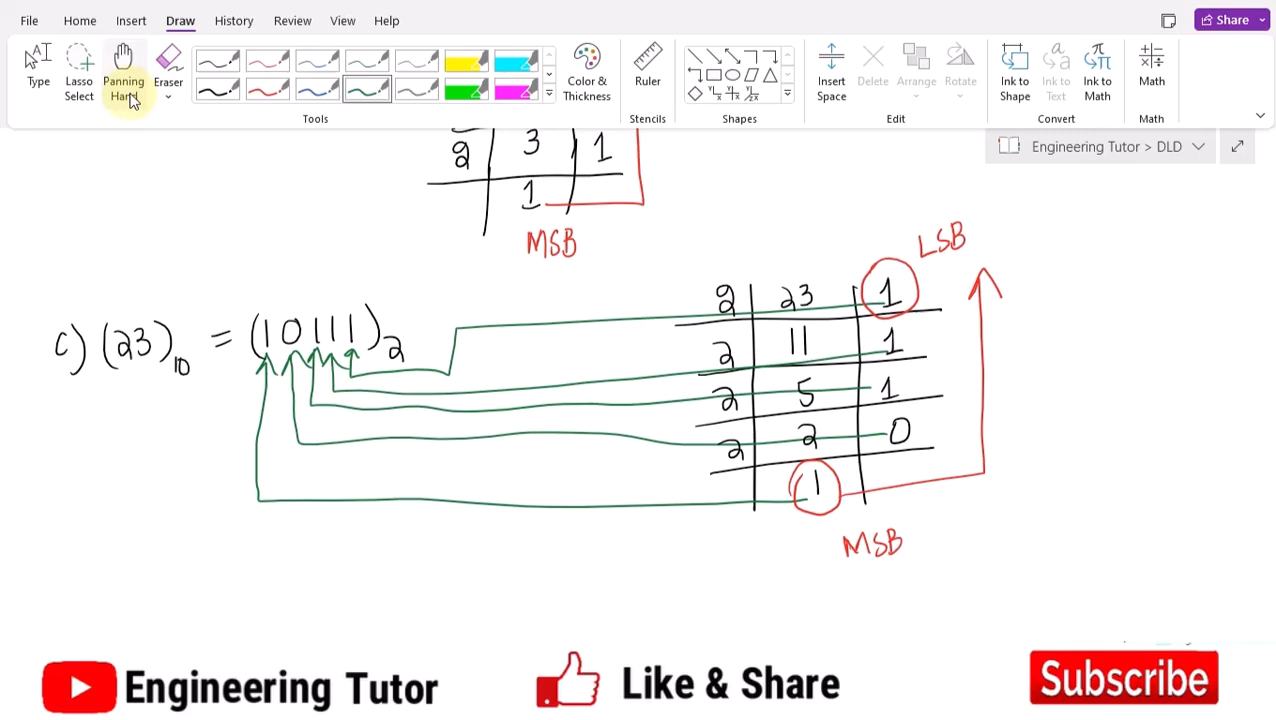 File Home Insert Draw History Review View Help Share
Type Lasso Select Panning Hand Eraser Color & Thickness Ruler Insert Space Delete Arrange Rotate Ink to Shape Ink to Text Ink to Math Math
Tools Stencils Shapes Edit Convert Math
Engineering Tutor > DLD
2 3 1
1
MSB
LSB
c) (23)10 = (10111)2
2 23 1
2 11 1
2 5 1
2 2 0
1
MSB
Engineering Tutor Like & Share Subscribe